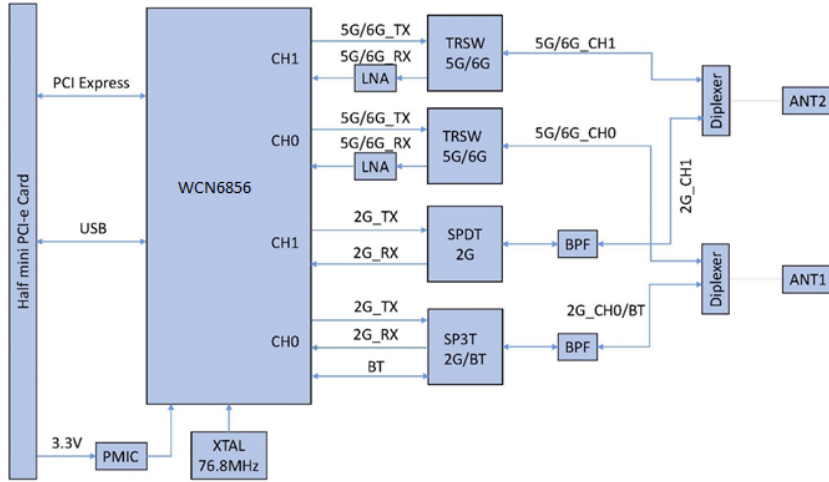 Half mini PCI-e Card
PCI Express
USB
3.3V
PMIC
XTAL
76.8MHz
WCN6856
CH1
CH0
CH1
CH0
5G/6G_TX
5G/6G_RX
LNA
TRSW
5G/6G
5G/6G_CH1
5G/6G_TX
5G/6G_RX
LNA
TRSW
5G/6G
5G/6G_CH0
2G_TX
2G_RX
SPDT
2G
BPF
2G_CH1
2G_TX
2G_RX
BT
SP3T
2G/BT
BPF
2G_CH0/BT
Diplexer
ANT2
Diplexer
ANT1